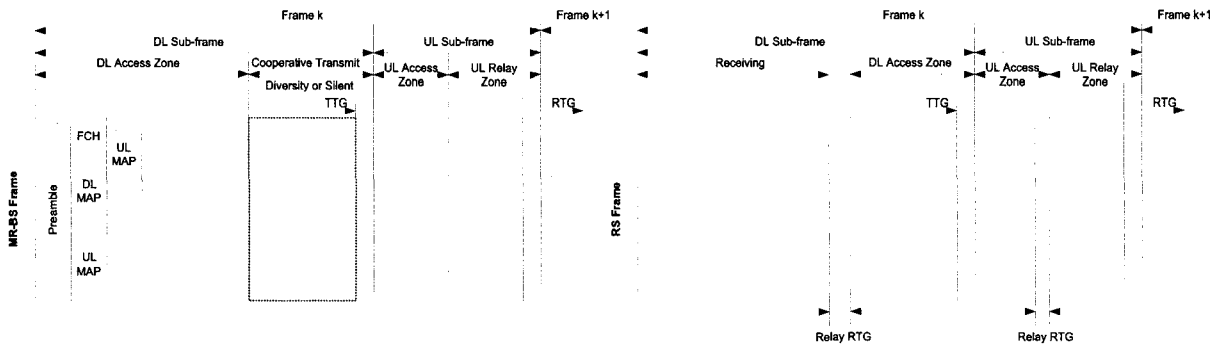 Frame k
Frame k+1
DL Sub-frame
UL Sub-frame
DL Access Zone
Cooperative Transmit
Diversity or Silent
UL Access
Zone
UL Relay
Zone
TTG
RTG
MR-BS Frame
Preamble
FCH
DL
MAP
UL
MAP
UL
MAP
Frame k
Frame k+1
DL Sub-frame
UL Sub-frame
Receiving
DL Access Zone
UL Access
Zone
UL Relay
Zone
TTG
RTG
RS Frame
Relay RTG
Relay RTG